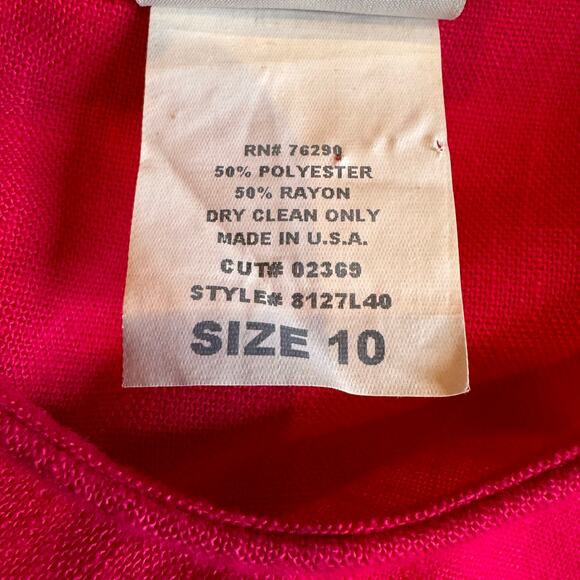 RN# 76290
50% POLYESTER
50% RAYON
DRY CLEAN ONLY
MADE IN U.S.A.
CUT# 02369
STYLE# 8127L40
SIZE 10